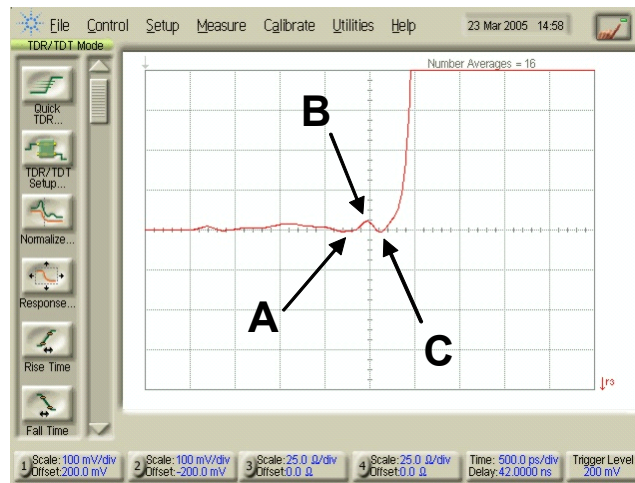 File Control Setup Measure Calibrate Utilities Help 23 Mar 2005 14:58
TDR/TDT Mode
Number Averages = 16
Quick
TDR...
TDR/TDT
Setup...
Normalize...
Response...
Rise Time
Fall Time
B
A
C
r3
1 Scale: 100 mV/div
Offset:200.0 mV
2 Scale: 100 mV/div
Offset:-200.0 mV
3 Scale:25.0 Ω/div
Offset:0.0 Ω
4 Scale:25.0 Ω/div
Offset:0.0 Ω
Time: 500.0 ps/div
Delay:42.0000 ns
Trigger Level
200 mV